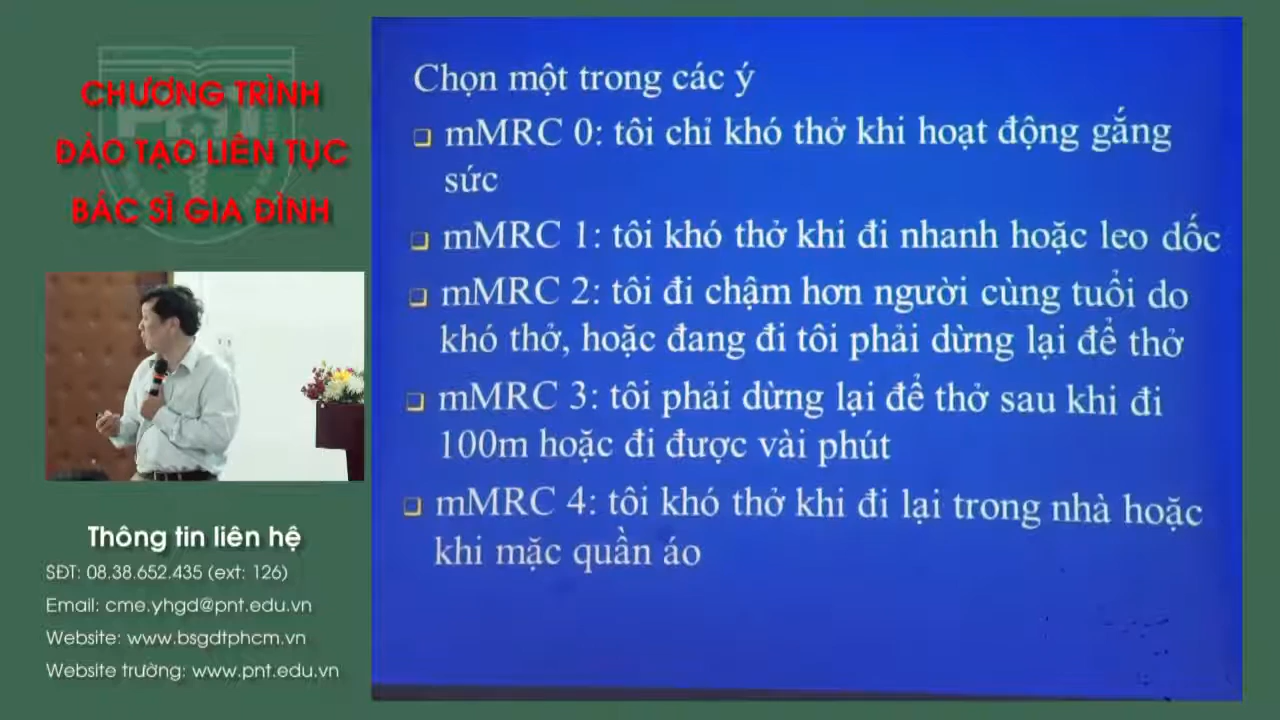 CHƯƠNG TRÌNH
ĐÀO TẠO LIÊN TỤC
BÁC SĨ GIA ĐÌNH
Thông tin liên hệ
SĐT: 08.38.652.435 (ext: 126)
Email: cme.yhgd@pnt.edu.vn
Website: www.bsgdtphcm.vn
Website trường: www.pnt.edu.vn
Chọn một trong các ý
mMRC 0: tôi chỉ khó thở khi hoạt động gắng
sức
mMRC 1: tôi khó thở khi đi nhanh hoặc leo dốc
mMRC 2: tôi đi chậm hơn người cùng tuổi do
khó thở, hoặc đang đi tôi phải dừng lại để thở
mMRC 3: tôi phải dừng lại để thở sau khi đi
100m hoặc đi được vài phút
mMRC 4: tôi khó thở khi đi lại trong nhà hoặc
khi mặc quần áo